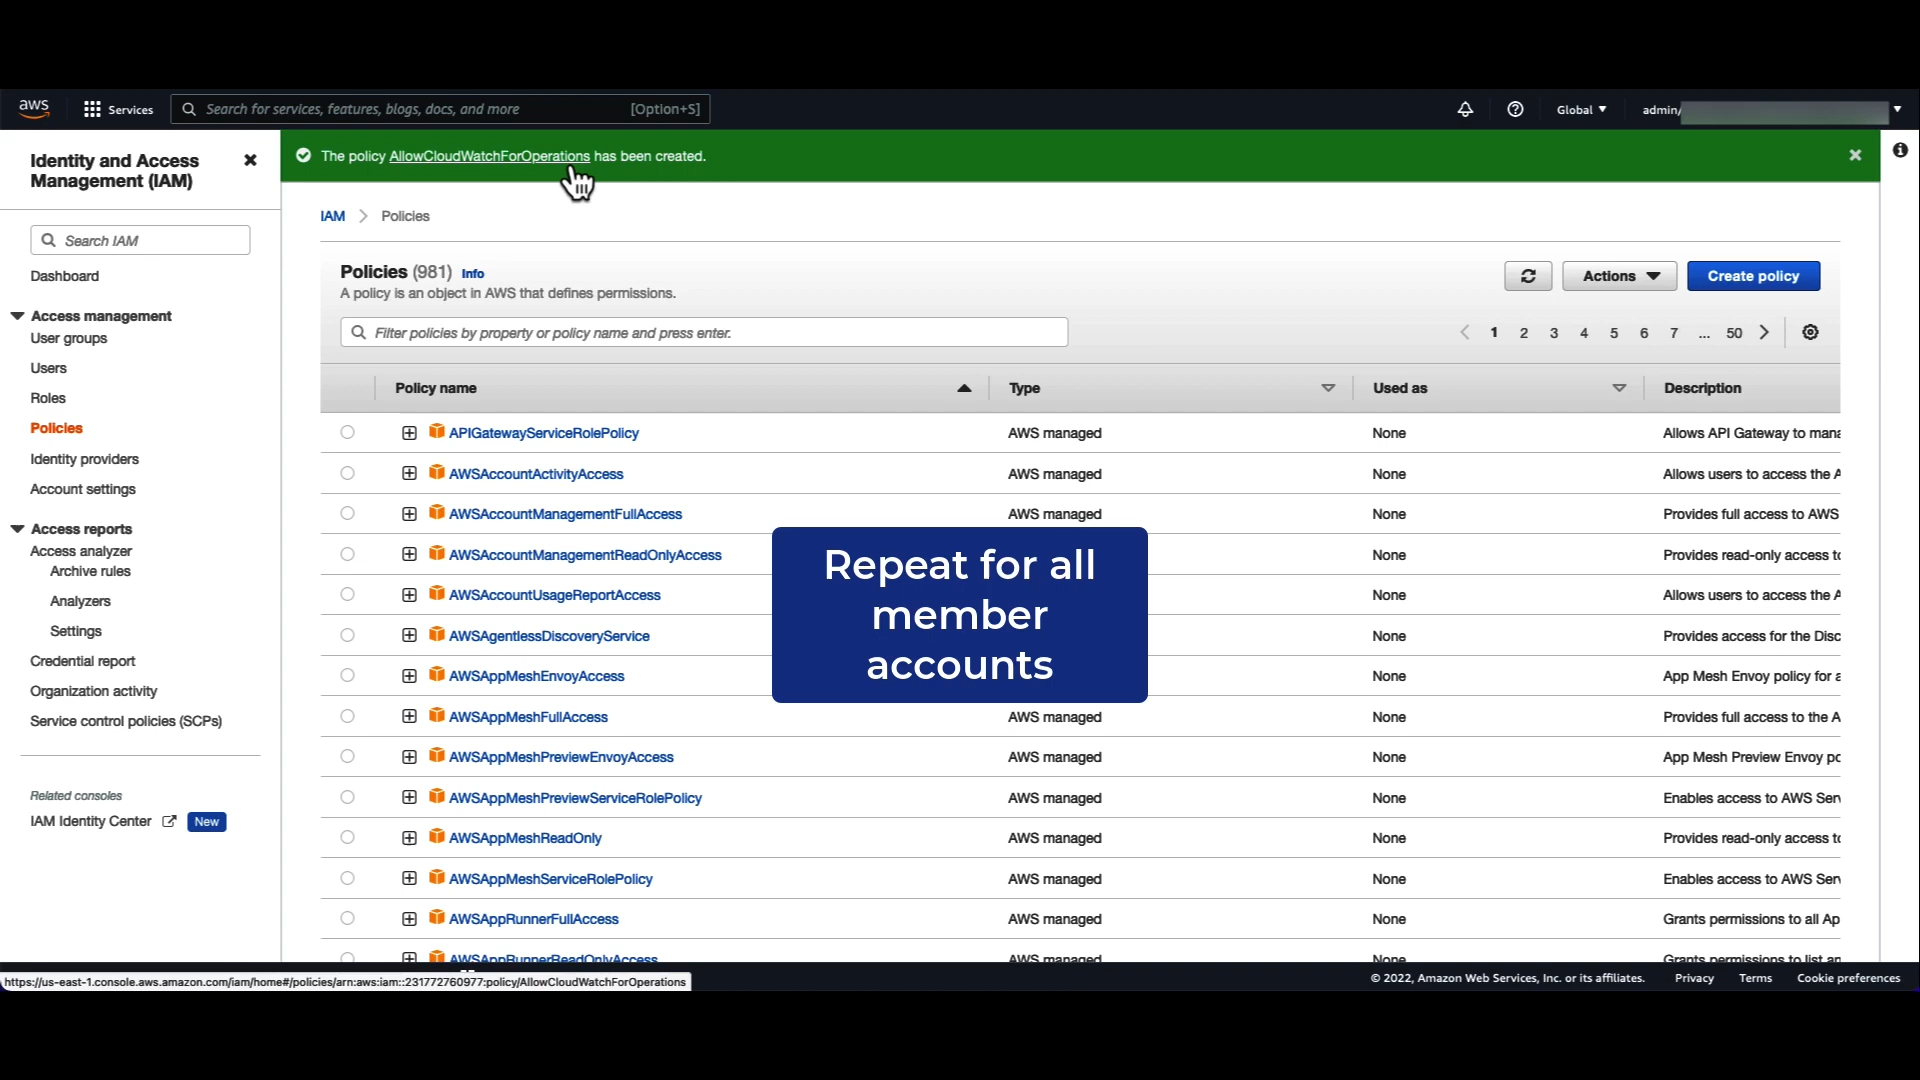 aws
Services
Search for services, features, blogs, docs, and more
[Option+S]
Global
admin/
Identity and Access
Management (IAM)
Search IAM
Dashboard
Access management
User groups
Users
Roles
Policies
Identity providers
Account settings
Access reports
Access analyzer
Archive rules
Analyzers
Settings
Credential report
Organization activity
Service control policies (SCPs)
Related consoles
IAM Identity Center
New
The policy AllowCloudWatchForOperations has been created.
IAM > Policies
Policies (981) Info
A policy is an object in AWS that defines permissions.
Actions
Create policy
Filter policies by property or policy name and press enter.
1 2 3 4 5 6 7 ... 50
Policy name Type Used as Description
APIGatewayServiceRolePolicy AWS managed None Allows API Gateway to mana
AWSAccountActivityAccess AWS managed None Allows users to access the A
AWSAccountManagementFullAccess AWS managed None Provides full access to AWS
AWSAccountManagementReadOnlyAccess None Provides read-only access to
AWSAccountUsageReportAccess None Allows users to access the A
AWSAgentlessDiscoveryService None Provides access for the Disc
AWSAppMeshEnvoyAccess None App Mesh Envoy policy for a
AWSAppMeshFullAccess AWS managed None Provides full access to the A
AWSAppMeshPreviewEnvoyAccess AWS managed None App Mesh Preview Envoy po
AWSAppMeshPreviewServiceRolePolicy AWS managed None Enables access to AWS Serv
AWSAppMeshReadOnly AWS managed None Provides read-only access to
AWSAppMeshServiceRolePolicy AWS managed None Enables access to AWS Serv
AWSAppRunnerFullAccess AWS managed None Grants permissions to all Ap
AWSAppRunnerReadOnlyAccess AWS managed None Grants permissions to list an
Repeat for all
member
accounts
https://us-east-1.console.aws.amazon.com/iam/home#/policies/arn:aws:iam::231772760977:policy/AllowCloudWatchForOperations
© 2022, Amazon Web Services, Inc. or its affiliates.
Privacy
Terms
Cookie preferences